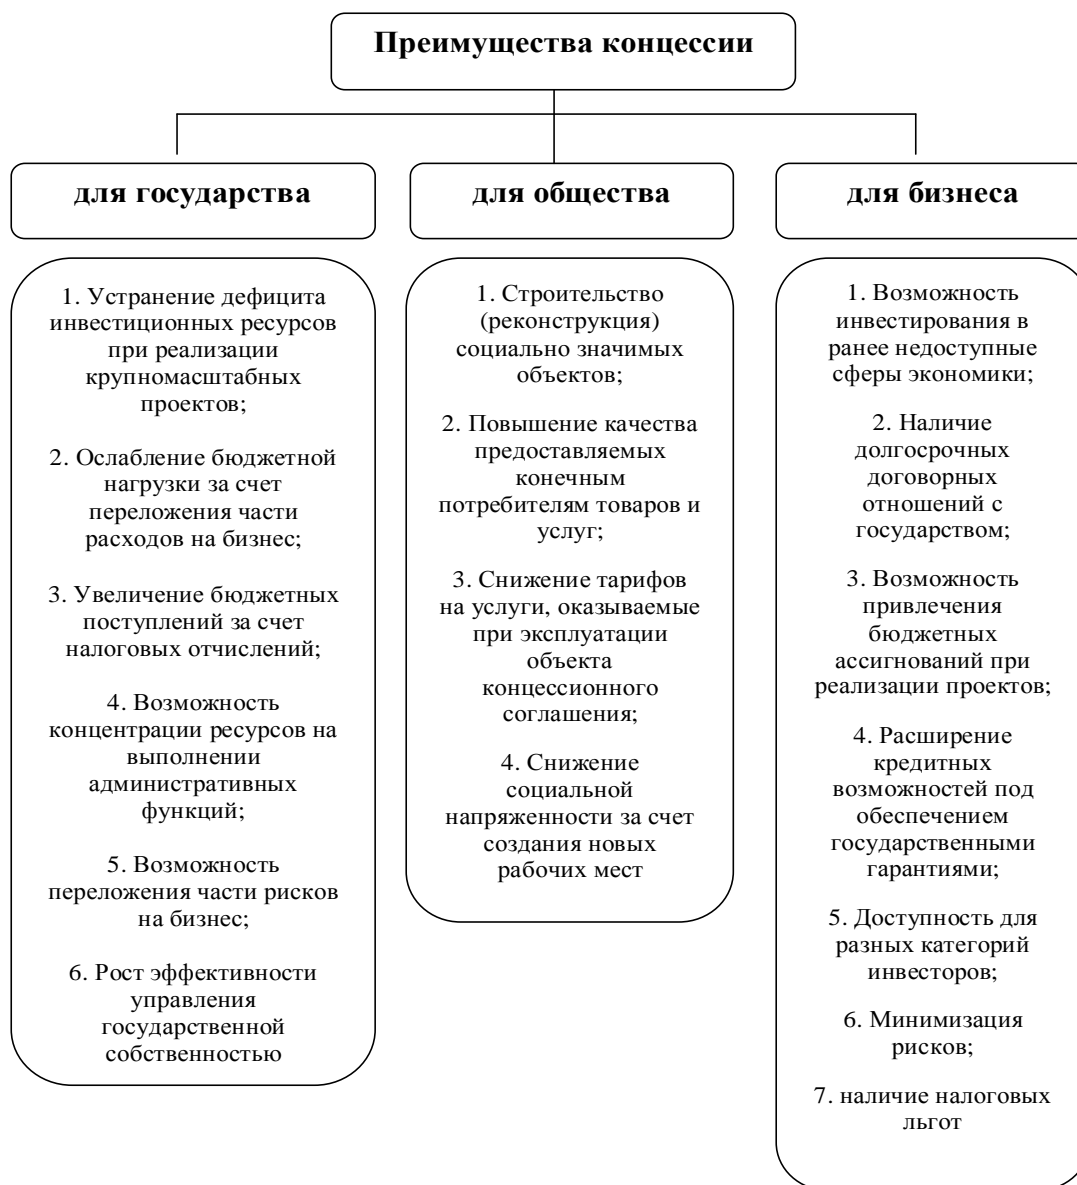 Преимущества концессии
для государства
1. Устранение дефицита
инвестиционных ресурсов
при реализации
крупномасштабных
проектов;
2. Ослабление бюджетной
нагрузки за счет
переложения части
расходов на бизнес;
3. Увеличение бюджетных
поступлений за счет
налоговых отчислений;
4. Возможность
концентрации ресурсов на
выполнении
административных
функций;
5. Возможность
переложения части рисков
на бизнес;
6. Рост эффективности
управления
государственной
собственностью
для общества
1. Строительство
(реконструкция)
социально значимых
объектов;
2. Повышение качества
предоставляемых
конечным
потребителям товаров и
услуг;
3. Снижение тарифов
на услуги, оказываемые
при эксплуатации
объекта
концессионного
соглашения;
4. Снижение
социальной
напряженности за счет
создания новых
рабочих мест
для бизнеса
1. Возможность
инвестирования в
ранее недоступные
сферы экономики;
2. Наличие
долгосрочных
договорных
отношений с
государством;
3. Возможность
привлечения
бюджетных
ассигнований при
реализации проектов;
4. Расширение
кредитных
возможностей под
обеспечением
государственными
гарантиями;
5. Доступность для
разных категорий
инвесторов;
6. Минимизация
рисков;
7. наличие налоговых
льгот